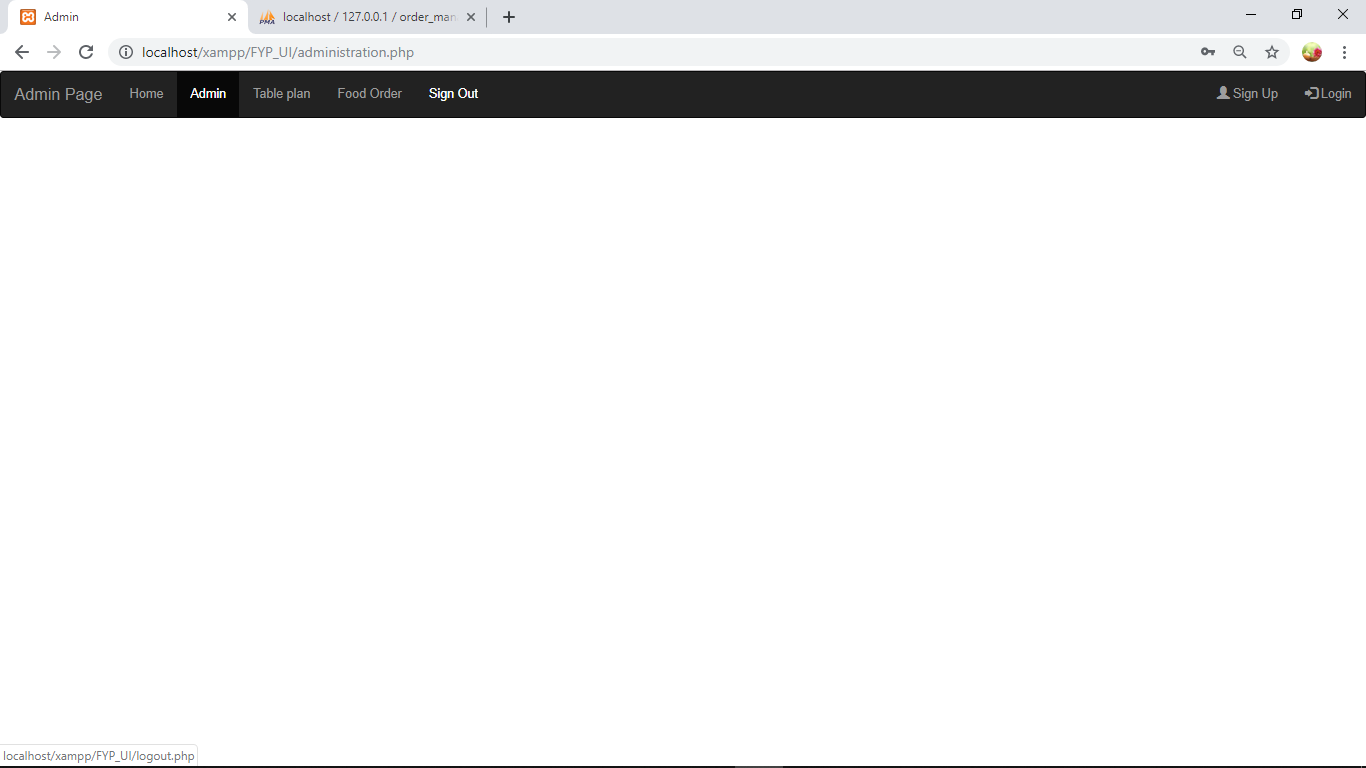 Admin
PMA
localhost / 127.0.0.1 / order_man
localhost/xampp/FYP_UI/administration.php
Admin Page Home Admin Table plan Food Order Sign Out Sign Up Login
localhost/xampp/FYP_UI/logout.php